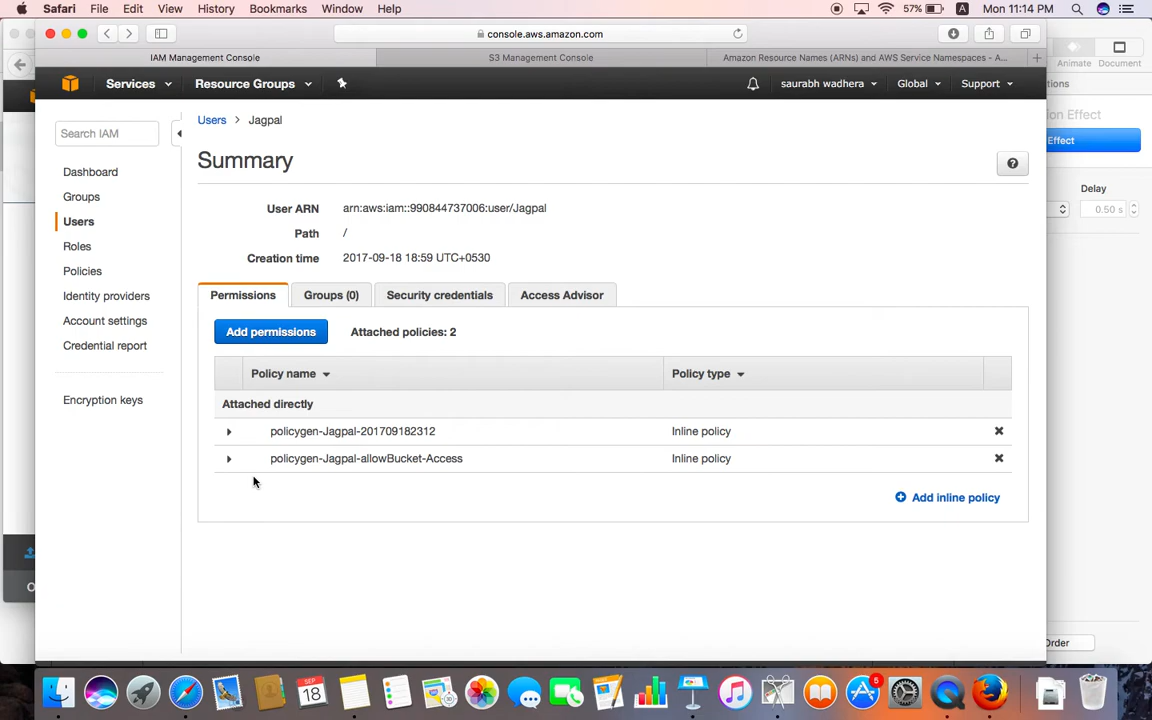 Safari File Edit View History Bookmarks Window Help 57% A Mon 11:14 PM
console.aws.amazon.com
IAM Management Console S3 Management Console Amazon Resource Names (ARNs) and AWS Service Namespaces - A...
Animate Document
Services Resource Groups saurabh wadhera Global Support
Users > Jagpal
Search IAM
Effect
Summary
Dashboard
Delay
Groups
User ARN arn:aws:iam::990844737006:user/Jagpal
0.50 s
Users
Path /
Roles
Creation time 2017-09-18 18:59 UTC+0530
Policies
Identity providers
Permissions Groups (0) Security credentials Access Advisor
Account settings
Add permissions Attached policies: 2
Credential report
Policy name Policy type
Encryption keys
Attached directly
policygen-Jagpal-201709182312 Inline policy
policygen-Jagpal-allowBucket-Access Inline policy
Add inline policy
SEP
18
5